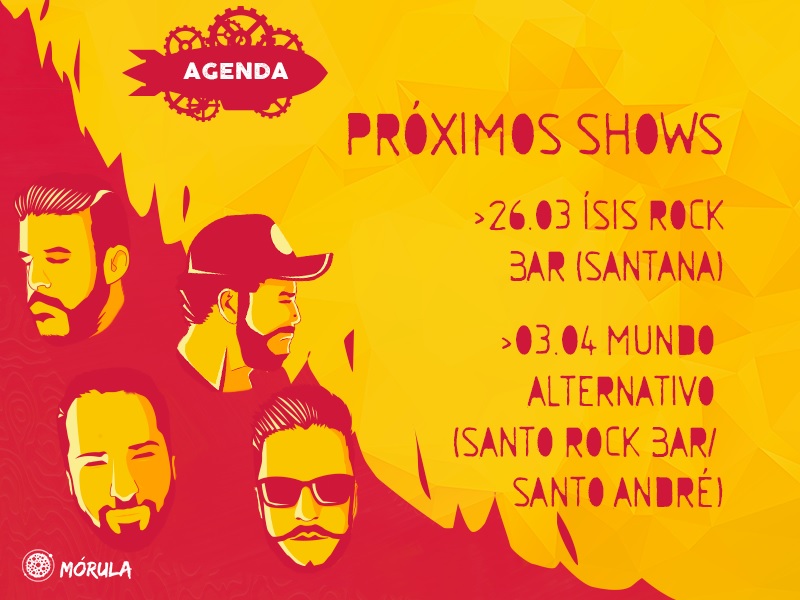 AGENDA
PRÓXIMOS SHOWS
>26.03 ÍSIS ROCK
BAR (SANTANA)
>03.04 MUNDO
ALTERNATIVO
(SANTO ROCK BAR/
SANTO ANDRÉ)
MÓRULA